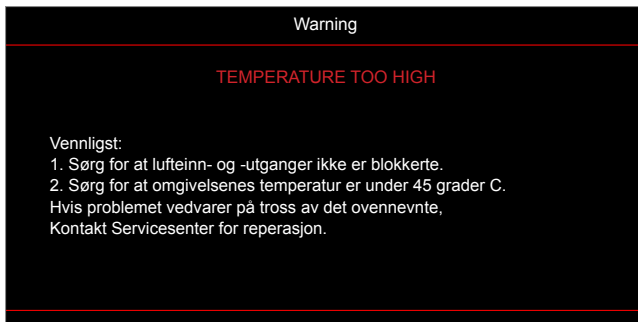 Warning
TEMPERATURE TOO HIGH
Vennligst:
1. Sørg for at lufteinn- og -utganger ikke er blokkerte.
2. Sørg for at omgivelsenes temperatur er under 45 grader C.
Hvis problemet vedvarer på tross av det ovennevnte,
Kontakt Servicesenter for reperasjon.